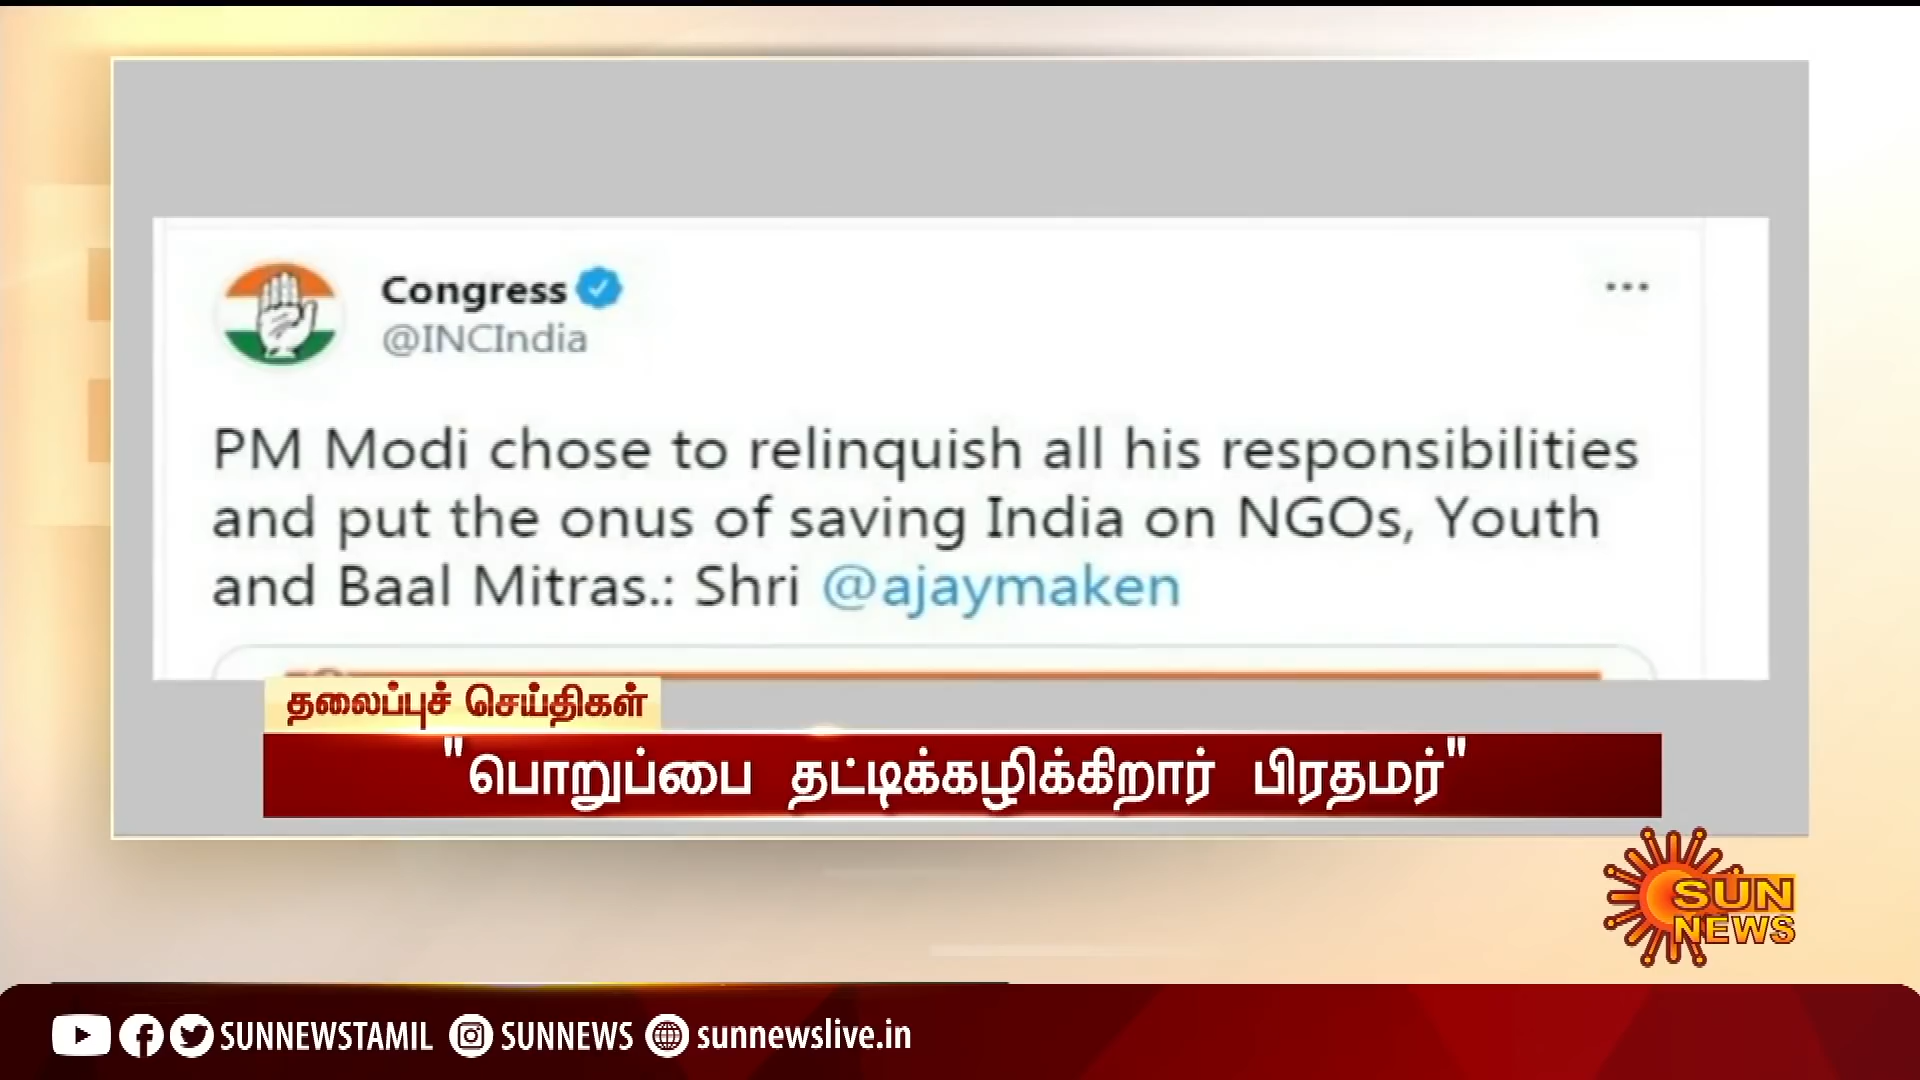 Congress
@INCIndia
PM Modi chose to relinquish all his responsibilities
and put the onus of saving India on NGOs, Youth
and Baal Mitras.: Shri @ajaymaken
தலைப்புச் செய்திகள்
"பொறுப்பை தட்டிக்கழிக்கிறார் பிரதமர்"
SUN
NEWS
SUNNEWSTAMIL SUNNEWS sunnewslive.in